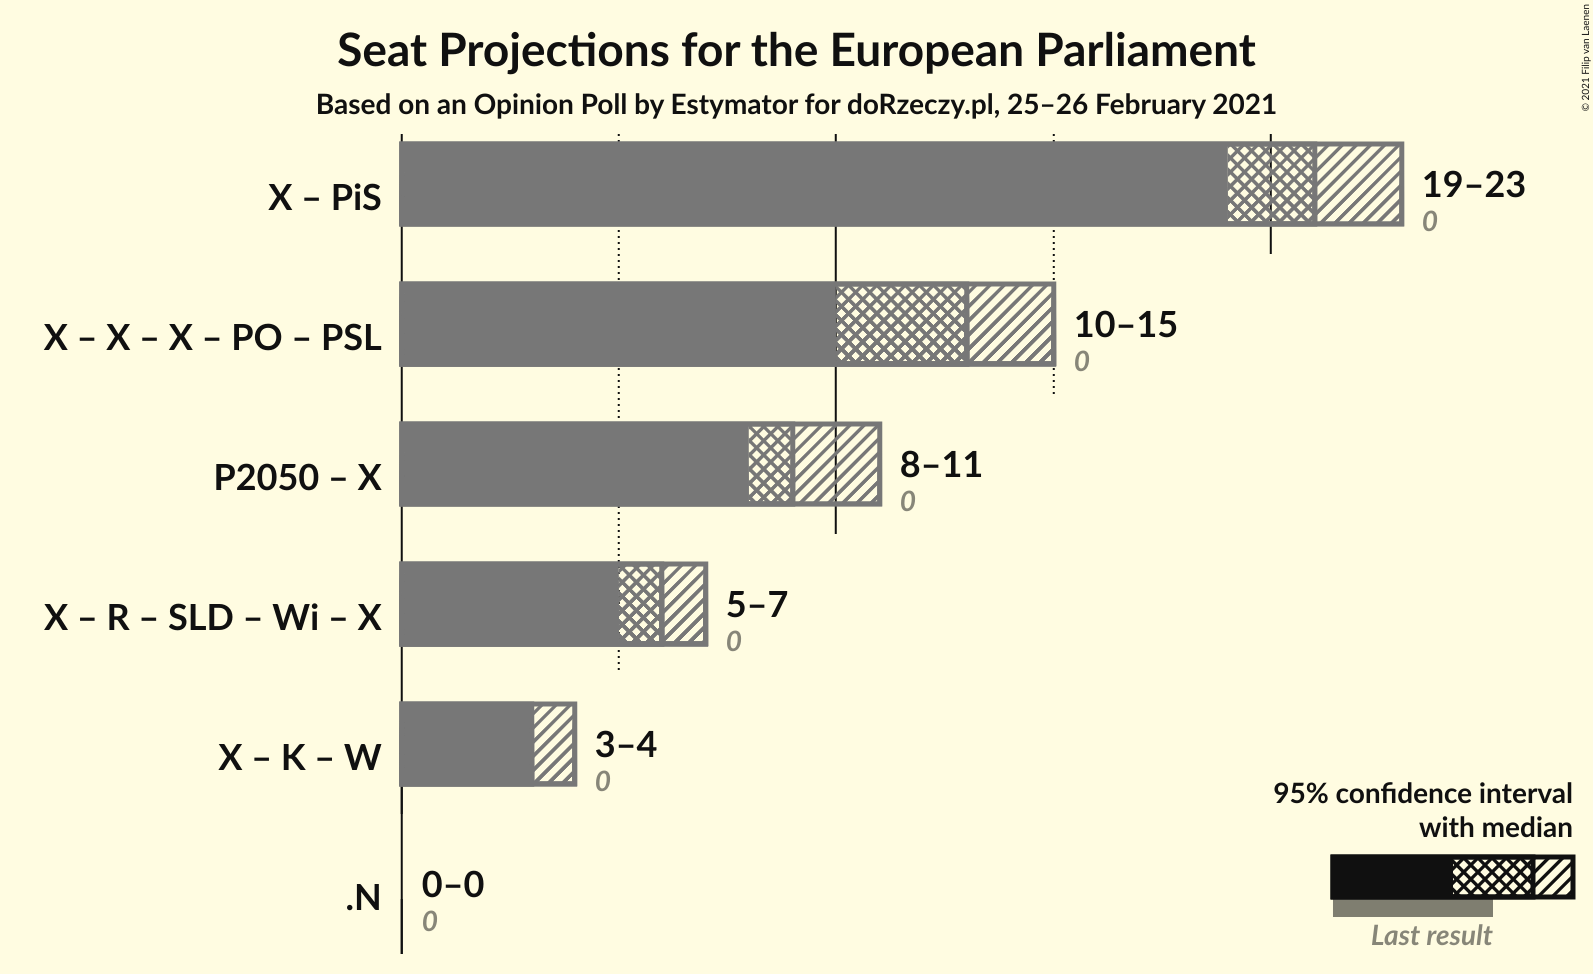 Seat Projections for the European Parliament
Based on an Opinion Poll by Estymator for doRzeczy.pl, 25–26 February 2021
© 2021 Filip van Laenen
X – PiS
19–23
0
X – X – X – PO – PSL
10–15
0
P2050 – X
8–11
0
X – R – SLD – Wi – X
5–7
0
X – K – W
3–4
0
.N
0–0
0
95% confidence interval
with median
Last result